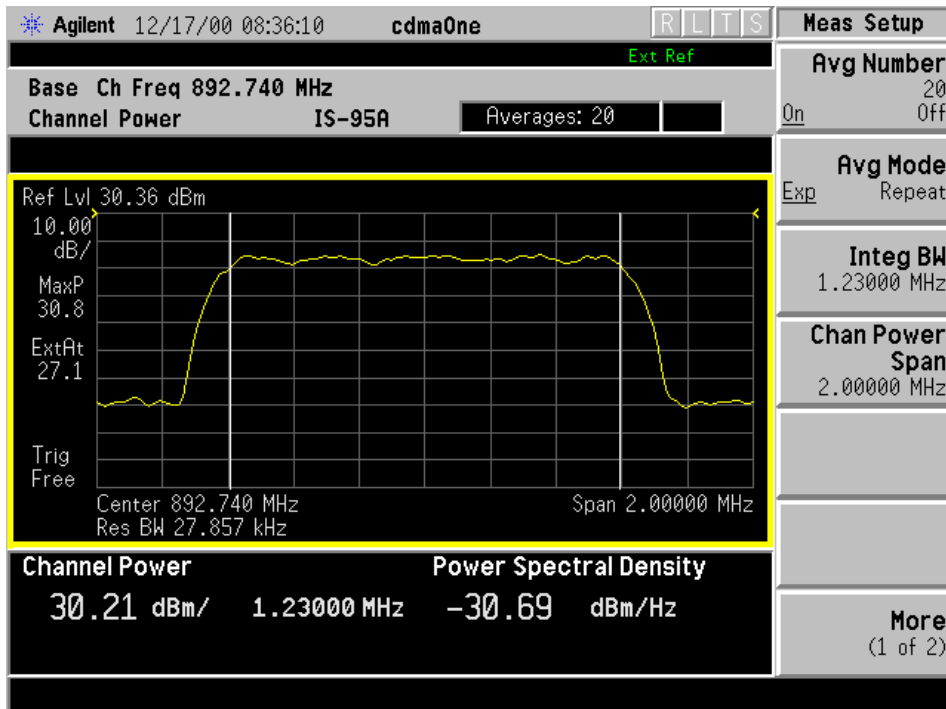 Agilent 12/17/00 08:36:10 cdmaOne R L T S
Ext Ref
Base Ch Freq 892.740 MHz
Channel Power IS-95A Averages: 20
Ref Lvl 30.36 dBm
10.00
dB/
MaxP
30.8
ExtAt
27.1
Trig
Free
Center 892.740 MHz Span 2.00000 MHz
Res BW 27.857 kHz
Channel Power Power Spectral Density
30.21 dBm/ 1.23000 MHz -30.69 dBm/Hz
Meas Setup
Avg Number
20
On Off
Avg Mode
Exp Repeat
Integ BW
1.23000 MHz
Chan Power
Span
2.00000 MHz
More
(1 of 2)